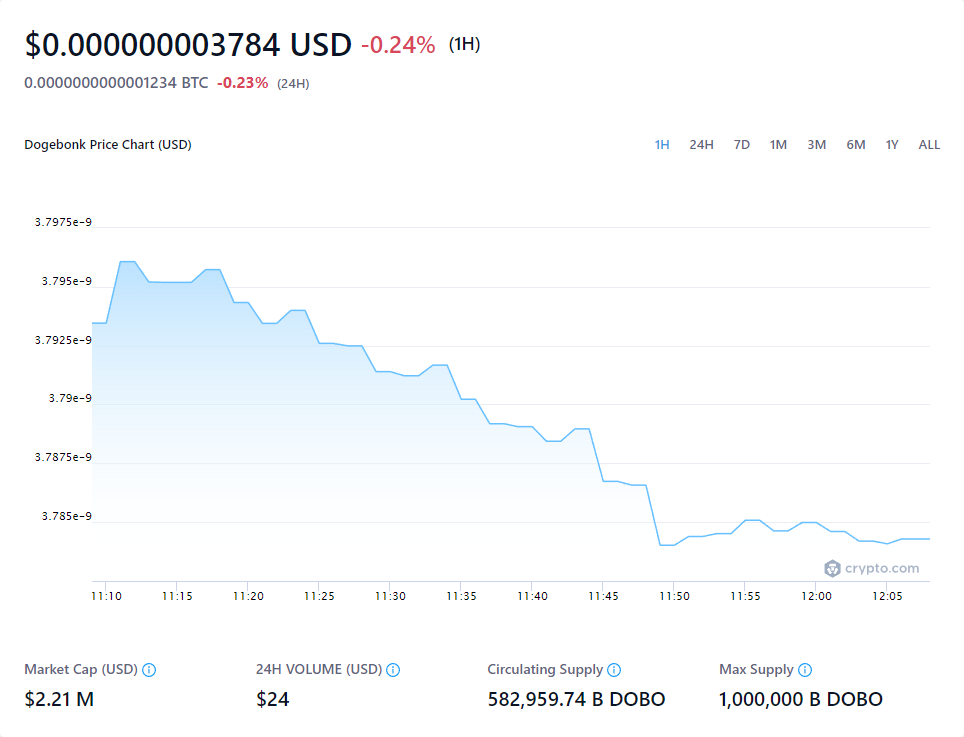 $0.000000003784 USD -0.24% (1H)
0.0000000000001234 BTC -0.23% (24H)
Dogebonk Price Chart (USD) 1H 24H 7D 1M 3M 6M 1Y ALL
3.7975e-9
3.795e-9
3.7925e-9
3.79e-9
3.7875e-9
3.785e-9
crypto.com
11:10 11:15 11:20 11:25 11:30 11:35 11:40 11:45 11:50 11:55 12:00 12:05
Market Cap (USD) 24H VOLUME (USD) Circulating Supply Max Supply
$2.21 M $24 582,959.74 B DOBO 1,000,000 B DOBO